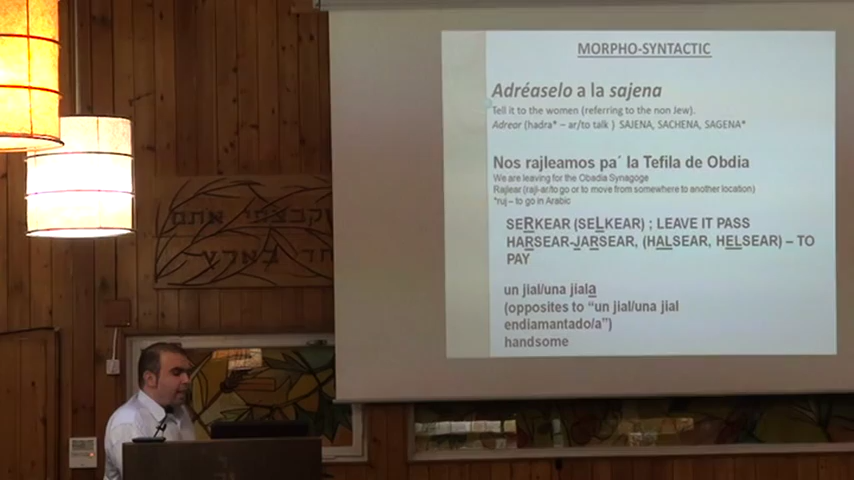 MORPHO-SYNTACTIC
Adréaselo a la sajena
Tell it to the women (referring to the non Jew).
Adreor (hadra* – ar/to talk ) SAJENA, SACHENA, SAGENA*
Nos rajleamos pa´ la Tefila de Obdia
We are leaving for the Obadia Synagoge
Rajlear (rajl-ar/to go or to move from somewhere to another location)
*ruj – to go in Arabic
SERKEAR (SELKEAR) ; LEAVE IT PASS
HARSEAR-JARSEAR, (HALSEAR, HELSEAR) – TO
PAY
un jial/una jiala
(opposites to “un jial/una jial
endiamantado/a”)
handsome
וקבצתי אתם